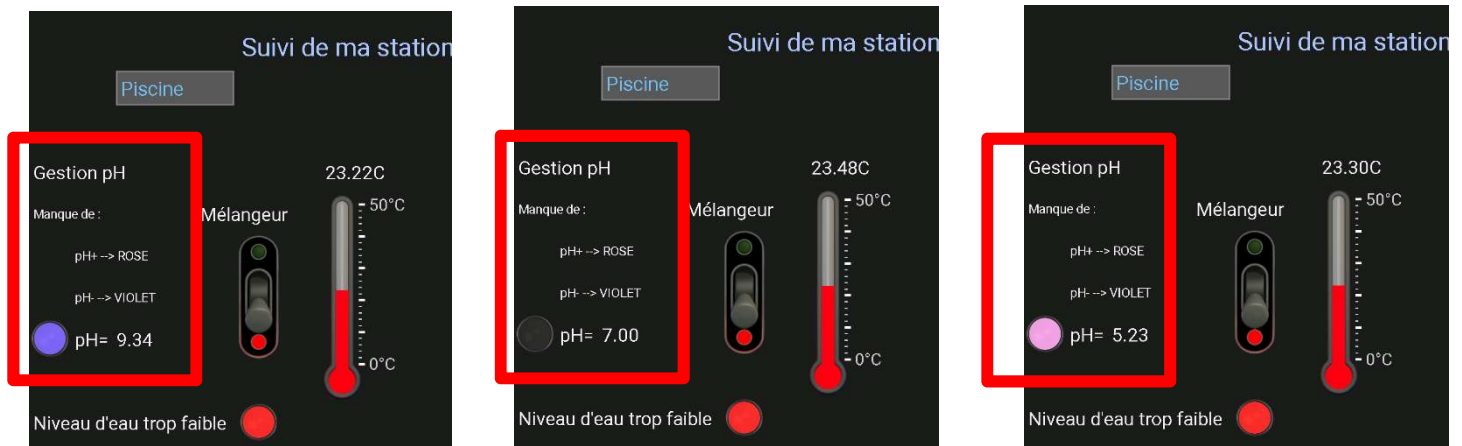 Suivi de ma station
Piscine
Gestion pH
23.22C
Manque de :
Mélangeur
50°C
pH+ --> ROSE
pH- --> VIOLET
pH= 9.34
0°C
Niveau d'eau trop faible
Suivi de ma station
Piscine
Gestion pH
23.48C
Manque de :
Mélangeur
50°C
pH+ --> ROSE
pH- --> VIOLET
pH= 7.00
0°C
Niveau d'eau trop faible
Suivi de ma station
Piscine
Gestion pH
23.30C
Manque de :
Mélangeur
50°C
pH+ --> ROSE
pH- --> VIOLET
pH= 5.23
0°C
Niveau d'eau trop faible